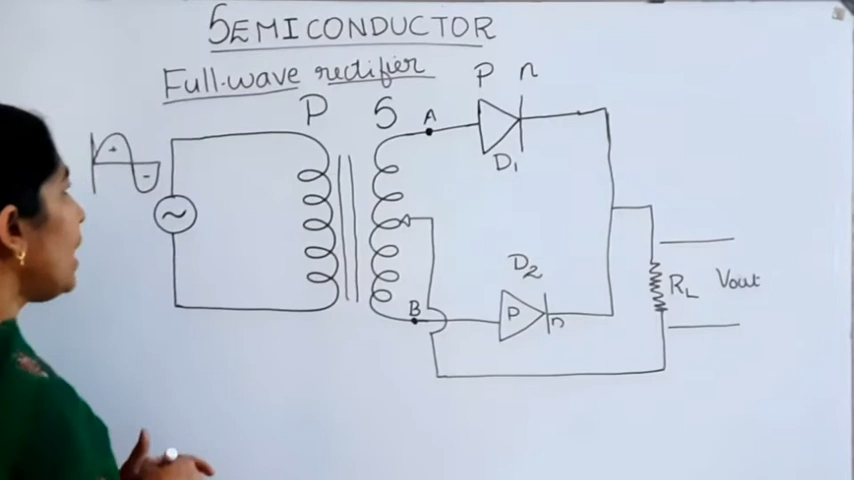 SEMICONDUCTOR
Full-wave rectifier
P S A P n
+ -
~
D1
D2
B P n
RL Vout